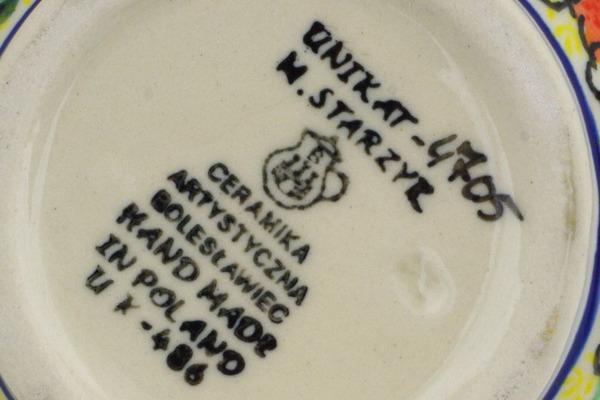 UNIKAT-4705
M. STARZYK
CERAMIKA
ARTYSTYCZNA
BOLESŁAWIEC
HAND MADE
IN POLAND
U *-486